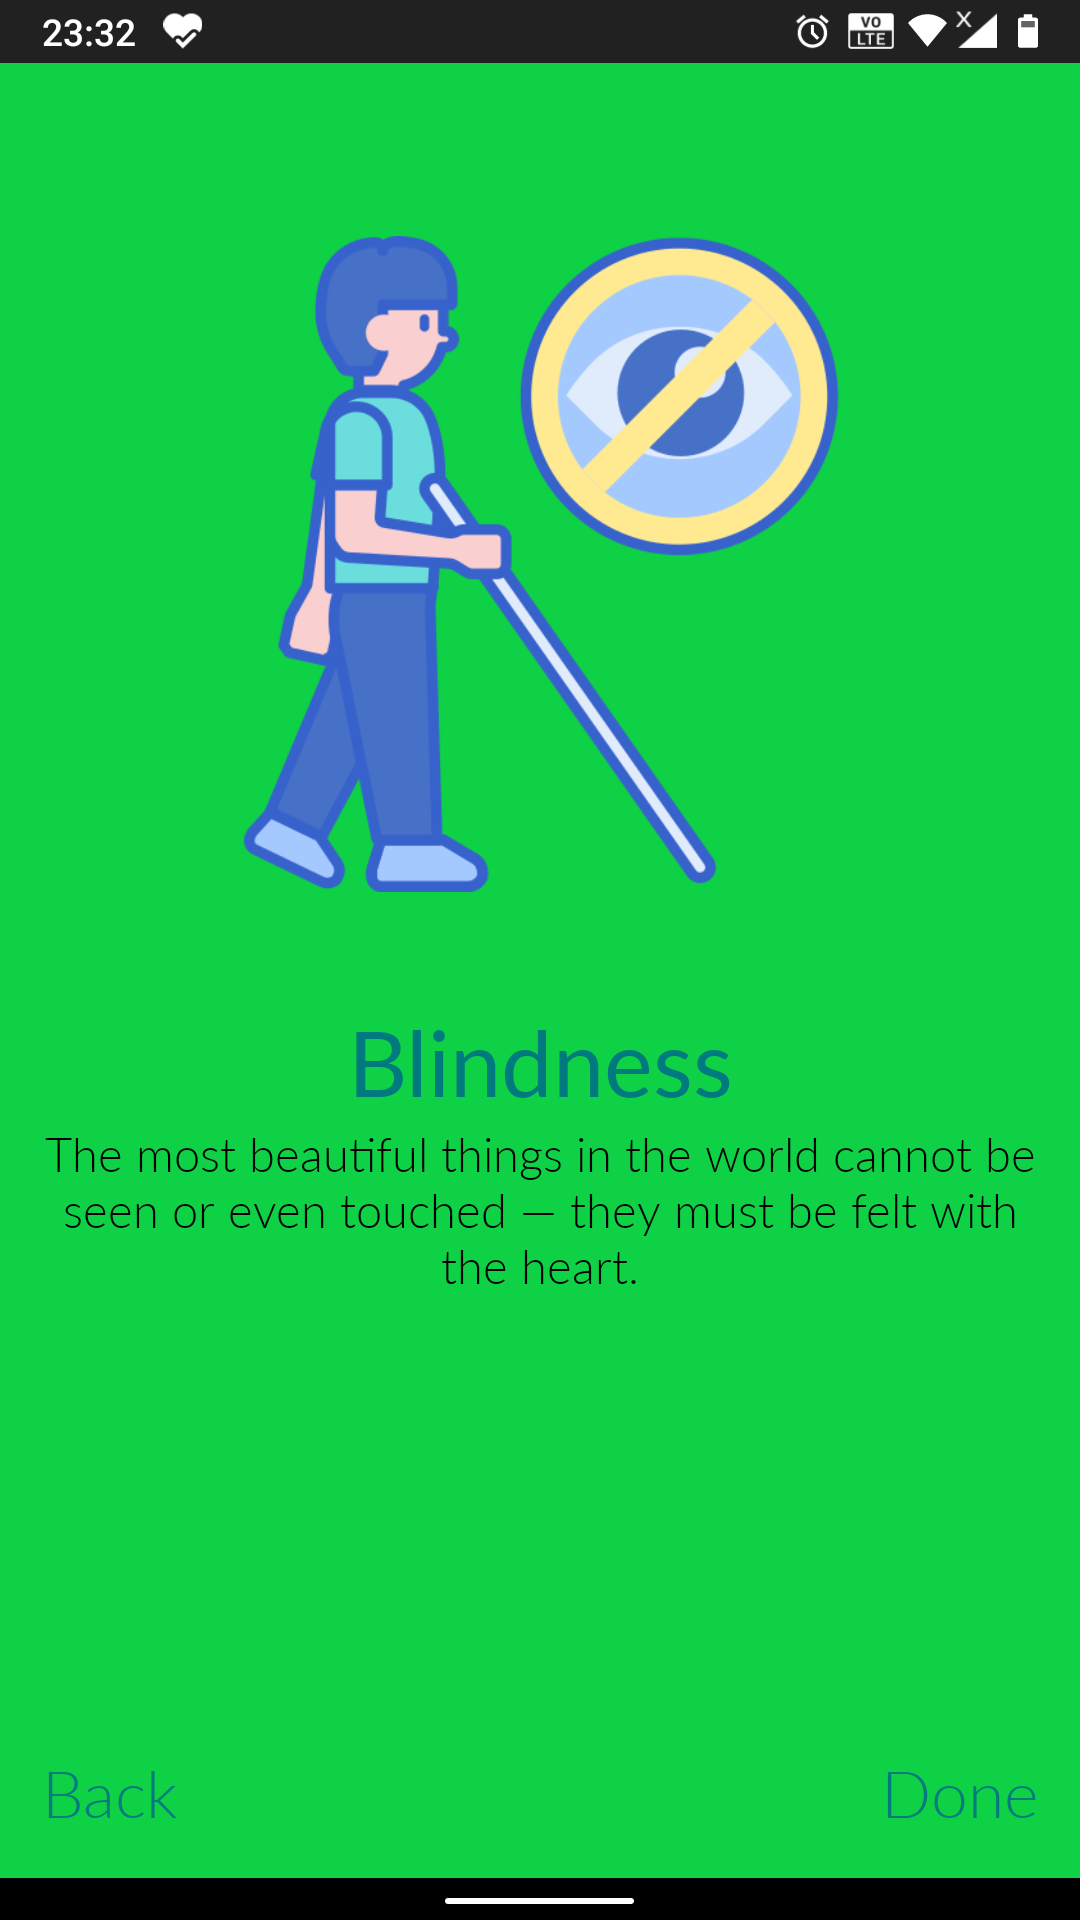 23:32
VO
LTE
X
Blindness
The most beautiful things in the world cannot be
seen or even touched — they must be felt with
the heart.
Back
Done